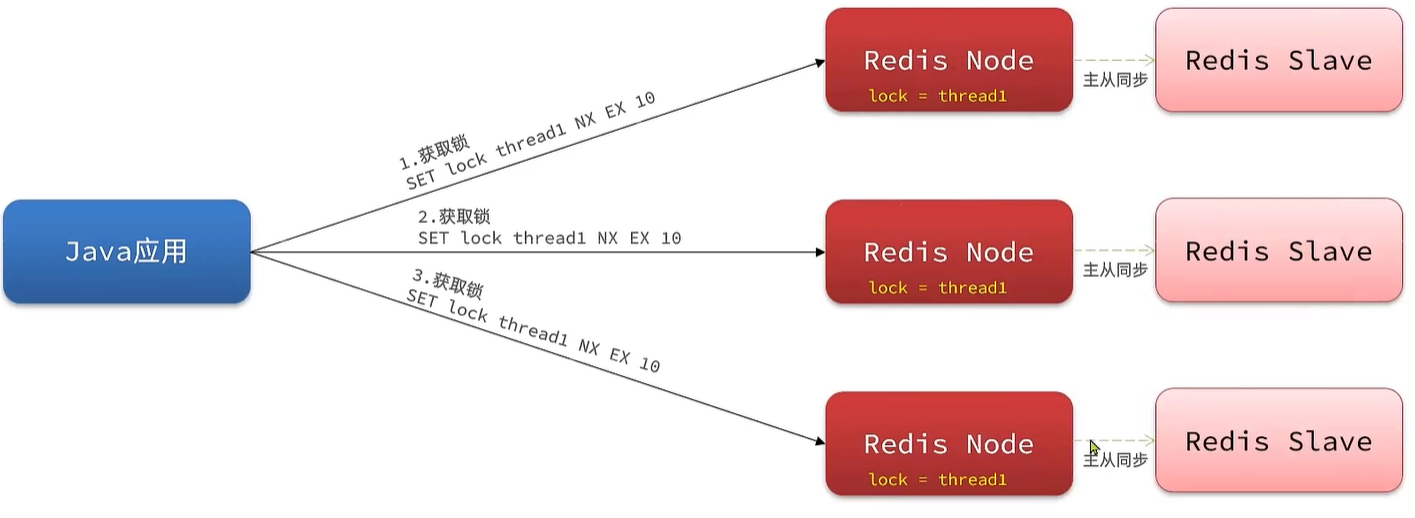 Redis Node
lock = thread1
主从同步
Redis Slave
1.获取锁
SET lock thread1 NX EX 10
Java应用
2.获取锁
SET lock thread1 NX EX 10
Redis Node
lock = thread1
主从同步
Redis Slave
3.获取锁
SET lock thread1 NX EX 10
Redis Node
lock = thread1
主从同步
Redis Slave